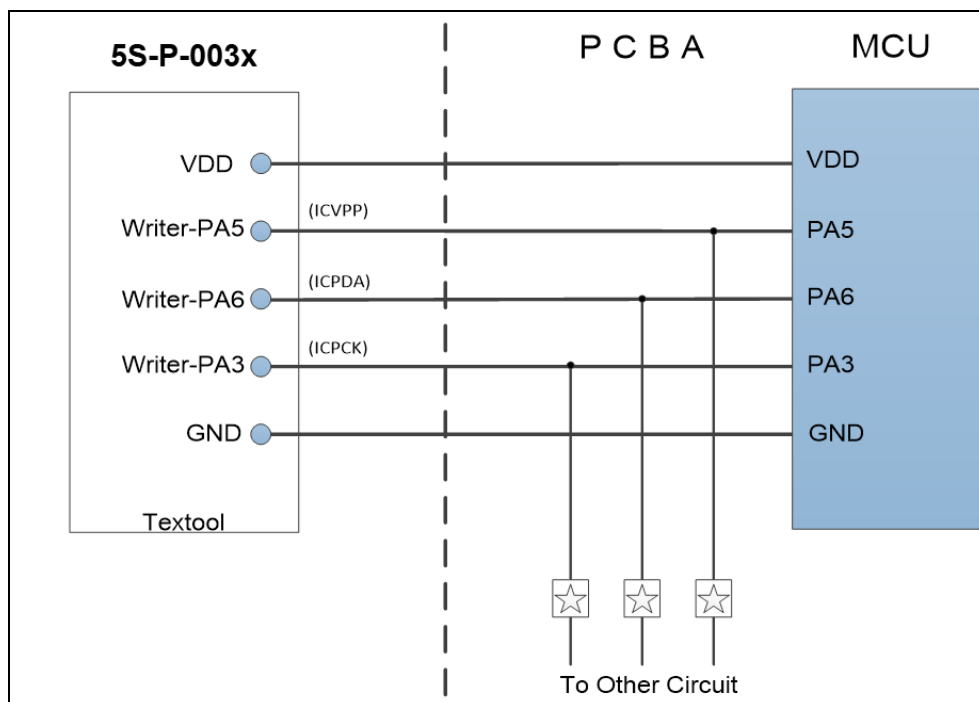 5S-P-003x
P C B A
MCU
VDD
VDD
Writer-PA5
(ICVPP)
PA5
Writer-PA6
(ICPDA)
PA6
Writer-PA3
(ICPCK)
PA3
GND
GND
Textool
To Other Circuit